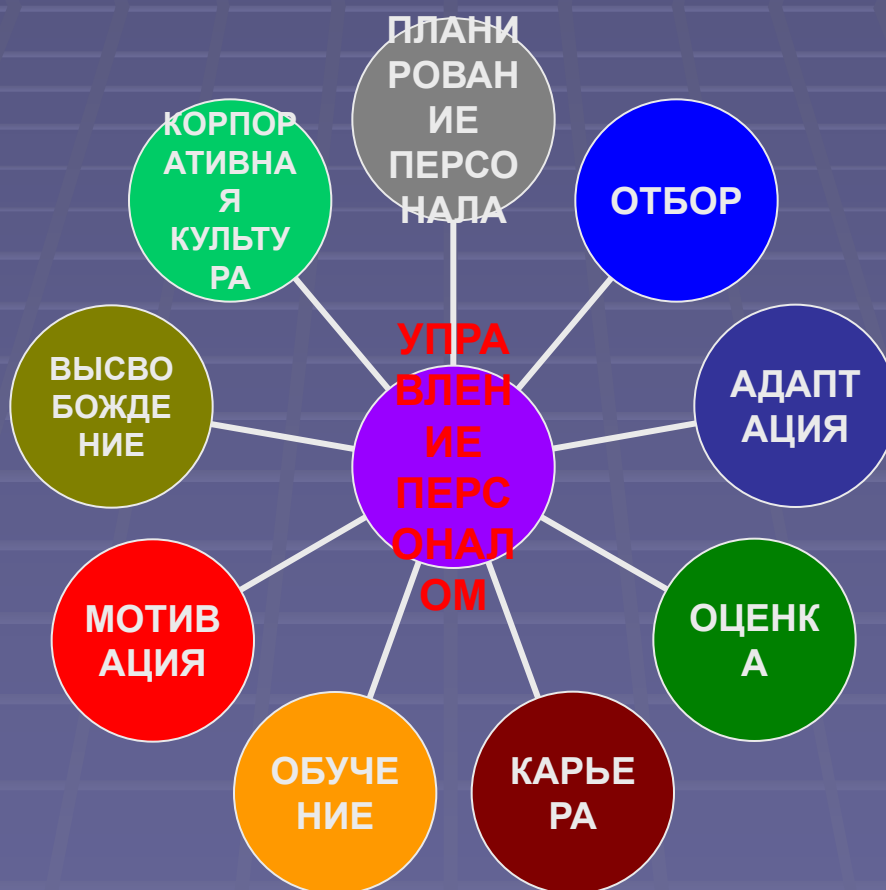 ПЛАНИ
РОВАН
ИЕ
ПЕРСО
НАЛА
ОТБОР
АДАПТ
АЦИЯ
ОЦЕНК
А
КАРЬЕ
РА
ОБУЧЕ
НИЕ
МОТИВ
АЦИЯ
ВЫСВО
БОЖДЕ
НИЕ
КОРПОР
АТИВНА
Я
КУЛЬТУ
РА
УПРА
ВЛЕН
ИЕ
ПЕРС
ОНАЛ
ОМ